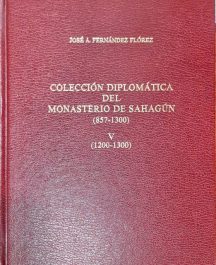 JOSÉ A. FERNÁNDEZ FLÓREZ
COLECCIÓN DIPLOMÁTICA
DEL
MONASTERIO DE SAHAGÚN
(857-1300)
V
(1200-1300)